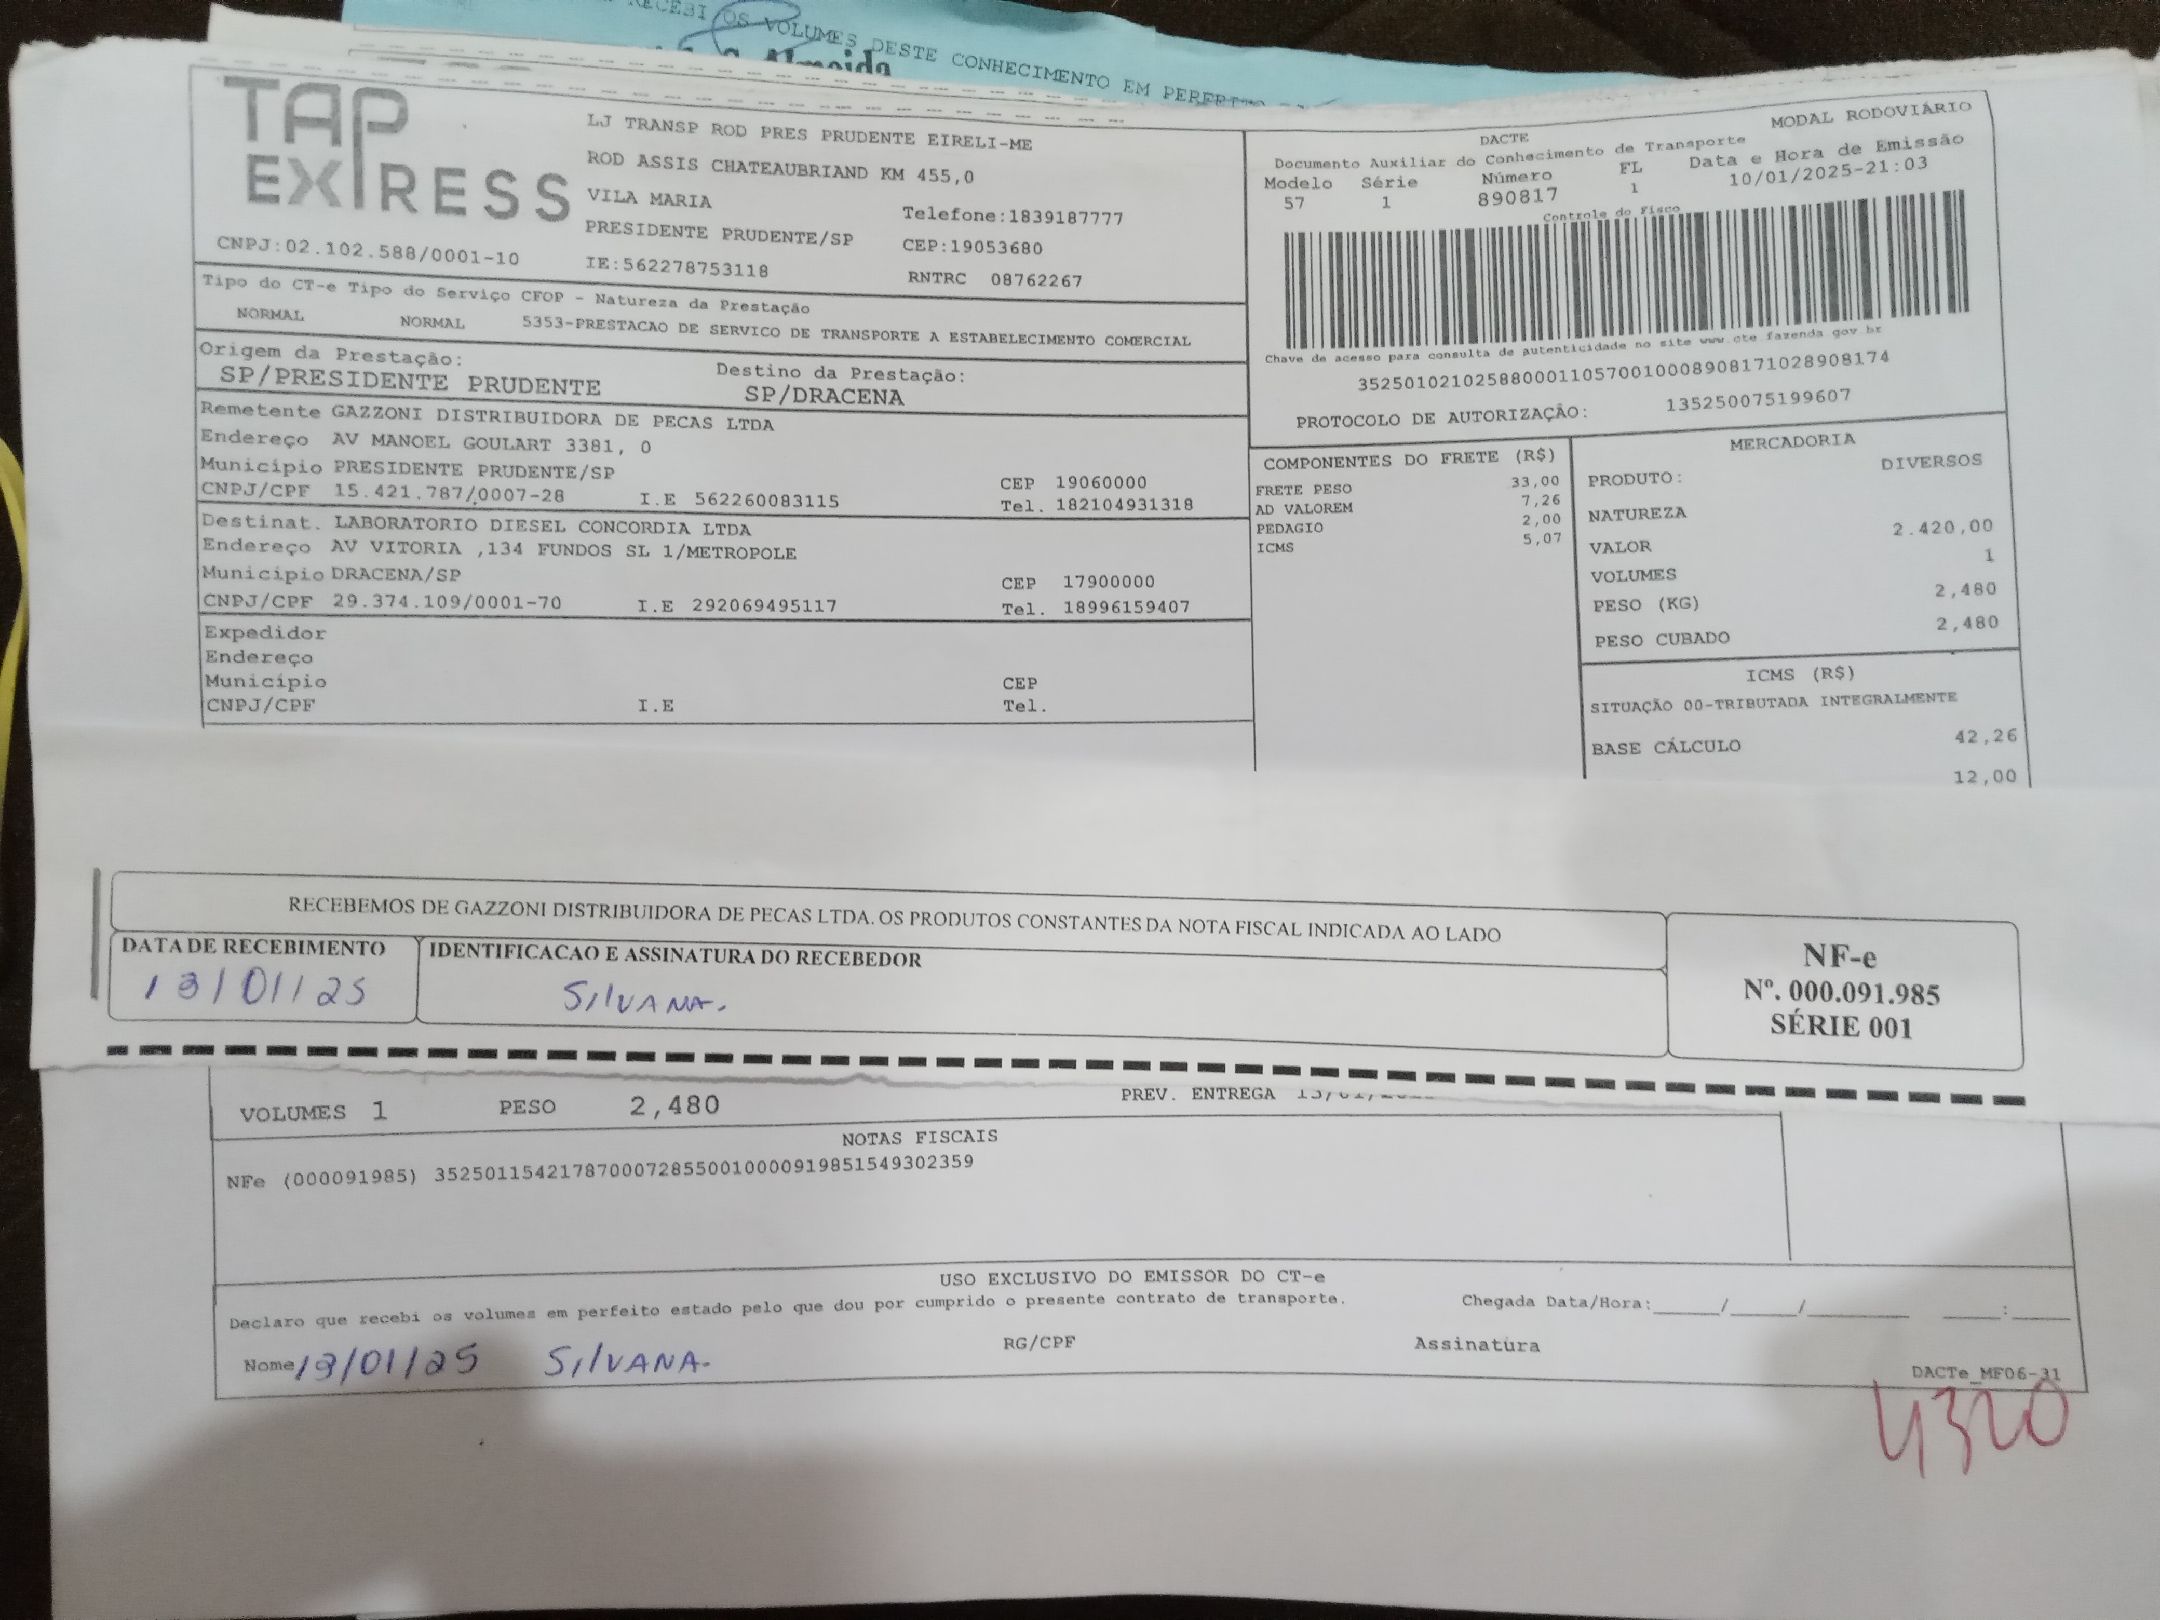 RECEBI OS VOLUMES DESTE CONHECIMENTO EM
Almeida
TAP EXPRESS
LJ TRANSP ROD PRES PRUDENTE EIRELI-ME
ROD ASSIS CHATEAUBRIAND KM 455,0
VILA MARIA
Telefone:1839187777
PRESIDENTE PRUDENTE/SP
CEP:19053680
CNPJ:02.102.588/0001-10
IE:562278753118
RNTRC 08762267
DACTE
MODAL RODOVIÁRIO
Documento Auxiliar do Conhecimento de Transporte
Modelo Série Número FL Data e Hora de Emissão
57 1 890817 1 10/01/2025-21:03
Controle do Fisco
Chave de acesso para consulta de autenticidade no site www.cte.fazenda.gov.br
35250102102588000110570010008908171028908174
PROTOCOLO DE AUTORIZAÇÃO: 135250075199607
Tipo do CT-e Tipo do Serviço CFOP - Natureza da Prestação
NORMAL NORMAL 5353-PRESTACAO DE SERVICO DE TRANSPORTE A ESTABELECIMENTO COMERCIAL
Origem da Prestação: Destino da Prestação:
SP/PRESIDENTE PRUDENTE SP/DRACENA
Remetente GAZZONI DISTRIBUIDORA DE PECAS LTDA
Endereço AV MANOEL GOULART 3381, 0
Município PRESIDENTE PRUDENTE/SP CEP 19060000
CNPJ/CPF 15.421.787/0007-28 I.E 562260083115 Tel. 182104931318
Destinat. LABORATORIO DIESEL CONCORDIA LTDA
Endereço AV VITORIA ,134 FUNDOS SL 1/METROPOLE
Município DRACENA/SP CEP 17900000
CNPJ/CPF 29.374.109/0001-70 I.E 292069495117 Tel. 18996159407
Expedidor
Endereço
Município CEP
CNPJ/CPF I.E Tel.
COMPONENTES DO FRETE (R$)
FRETE PESO 33,00
AD VALOREM 7,26
PEDAGIO 2,00
ICMS 5,07
MERCADORIA
PRODUTO: DIVERSOS
NATUREZA
VALOR 2.420,00
VOLUMES 1
PESO (KG) 2,480
PESO CUBADO 2,480
ICMS (R$)
SITUAÇÃO 00-TRIBUTADA INTEGRALMENTE
BASE CÁLCULO 42,26
12,00
RECEBEMOS DE GAZZONI DISTRIBUIDORA DE PECAS LTDA. OS PRODUTOS CONSTANTES DA NOTA FISCAL INDICADA AO LADO
DATA DE RECEBIMENTO
13/01/25
IDENTIFICACAO E ASSINATURA DO RECEBEDOR
SILVANA.
NF-e
Nº. 000.091.985
SÉRIE 001
VOLUMES 1 PESO 2,480 PREV. ENTREGA
NOTAS FISCAIS
NFe (000091985) 35250115421787000728550010000919851549302359
USO EXCLUSIVO DO EMISSOR DO CT-e
Declaro que recebi os volumes em perfeito estado pelo que dou por cumprido o presente contrato de transporte. Chegada Data/Hora:______/______/_________ _____:_____
Nome 13/01/25 SILVANA. RG/CPF Assinatura
DACTe_MF06-31
4320